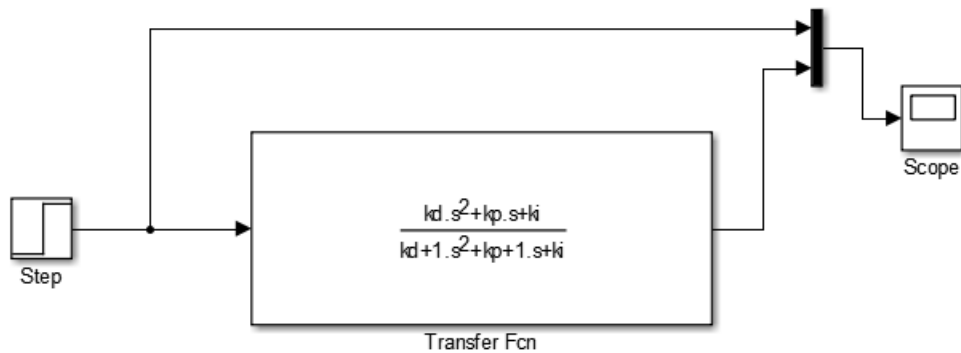 kd.s²+kp.s+ki
kd+1.s²+kp+1.s+ki
Step
Transfer Fcn
Scope